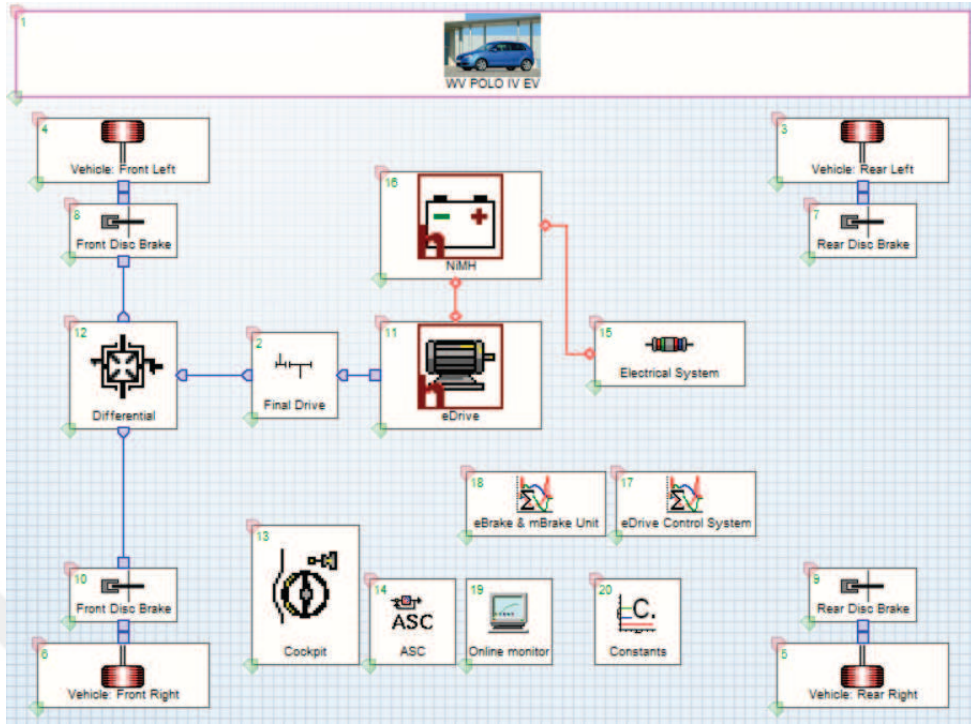 1
WV POLO IV EV
4
Vehicle: Front Left
3
Vehicle: Rear Left
16
NiMH
8
Front Disc Brake
7
Rear Disc Brake
12
Differential
2
Final Drive
11
eDrive
15
Electrical System
18
eBrake & mBrake Unit
17
eDrive Control System
13
Cockpit
14
ASC
ASC
19
Online monitor
20
C.
Constants
10
Front Disc Brake
9
Rear Disc Brake
6
Vehicle: Front Right
5
Vehicle: Rear Right